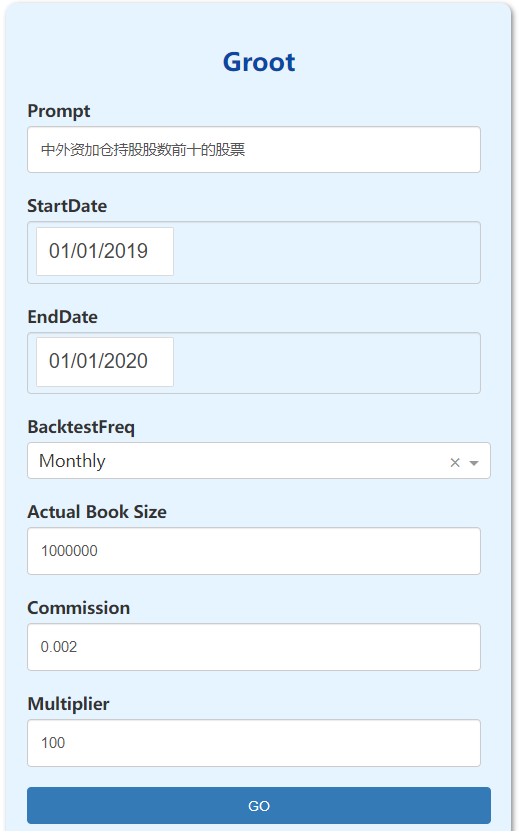 Groot
Prompt
中外资加仓持股股数前十的股票
StartDate
01/01/2019
EndDate
01/01/2020
BacktestFreq
Monthly
Actual Book Size
1000000
Commission
0.002
Multiplier
100
GO